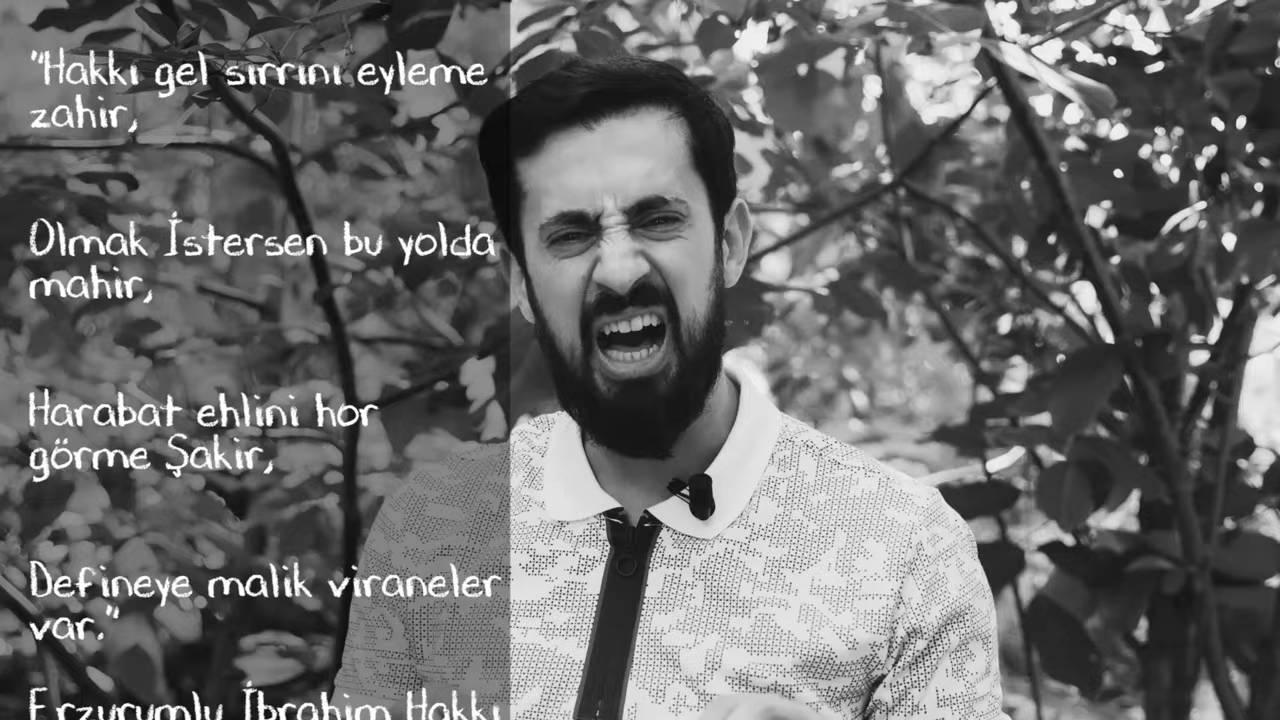 "Hakkı gel sırrını eyleme
zahir,
Olmak İstersen bu yolda
mahir,
Harabat ehlini hor
görme Şakir,
Defineye malik viraneler
var."
Erzurumlu İbrahim Hakkı